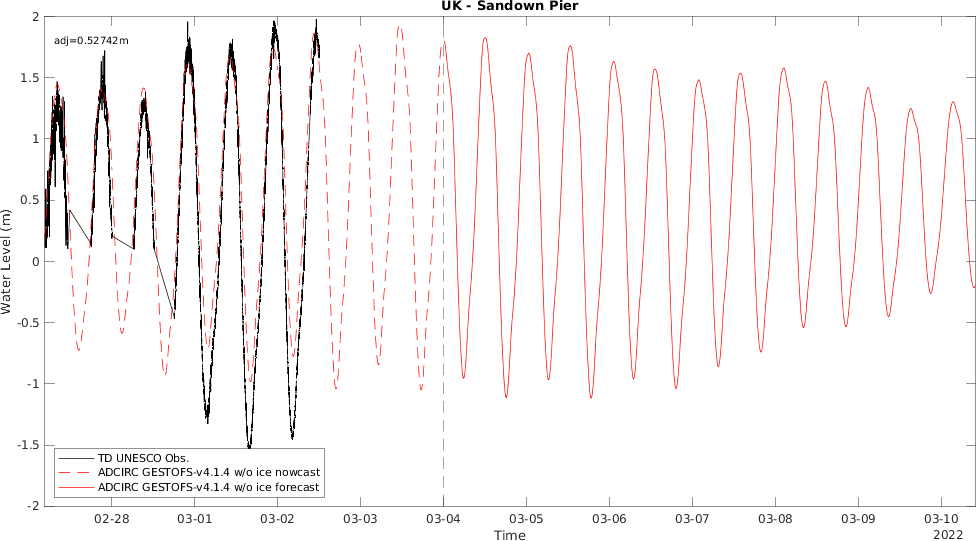 UK - Sandown Pier
adj=0.52742m
2
1.5
1
0.5
0
-0.5
-1
-1.5
-2
Water Level (m)
TD UNESCO Obs.
ADCIRC GESTOFS-v4.1.4 w/o ice nowcast
ADCIRC GESTOFS-v4.1.4 w/o ice forecast
02-28 03-01 03-02 03-03 03-04 03-05 03-06 03-07 03-08 03-09 03-10
Time
2022